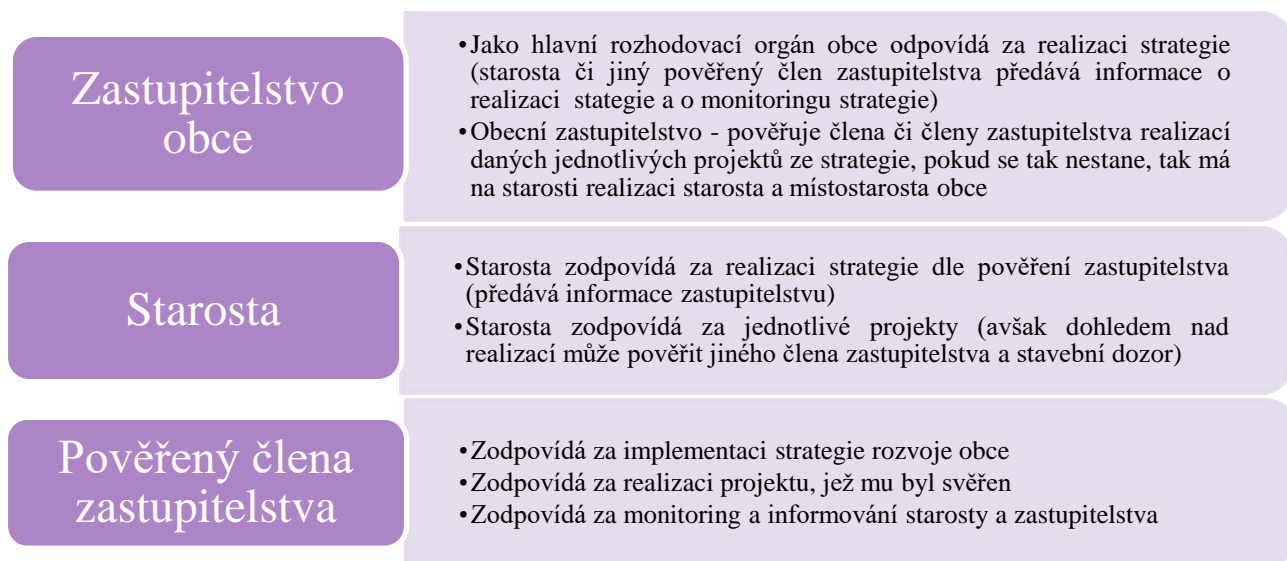 Zastupitelstvo
obce
•Jako hlavní rozhodovací orgán obce odpovídá za realizaci strategie
(starosta či jiný pověřený člen zastupitelstva předává informace o
realizaci stategie a o monitoringu strategie)
•Obecní zastupitelstvo - pověřuje člena či členy zastupitelstva realizací
daných jednotlivých projektů ze strategie, pokud se tak nestane, tak má
na starosti realizaci starosta a místostarosta obce
Starosta
•Starosta zodpovídá za realizaci strategie dle pověření zastupitelstva
(předává informace zastupitelstvu)
•Starosta zodpovídá za jednotlivé projekty (avšak dohledem nad
realizací může pověřit jiného člena zastupitelstva a stavební dozor)
Pověřený člena
zastupitelstva
•Zodpovídá za implementaci strategie rozvoje obce
•Zodpovídá za realizaci projektu, jež mu byl svěřen
•Zodpovídá za monitoring a informování starosty a zastupitelstva